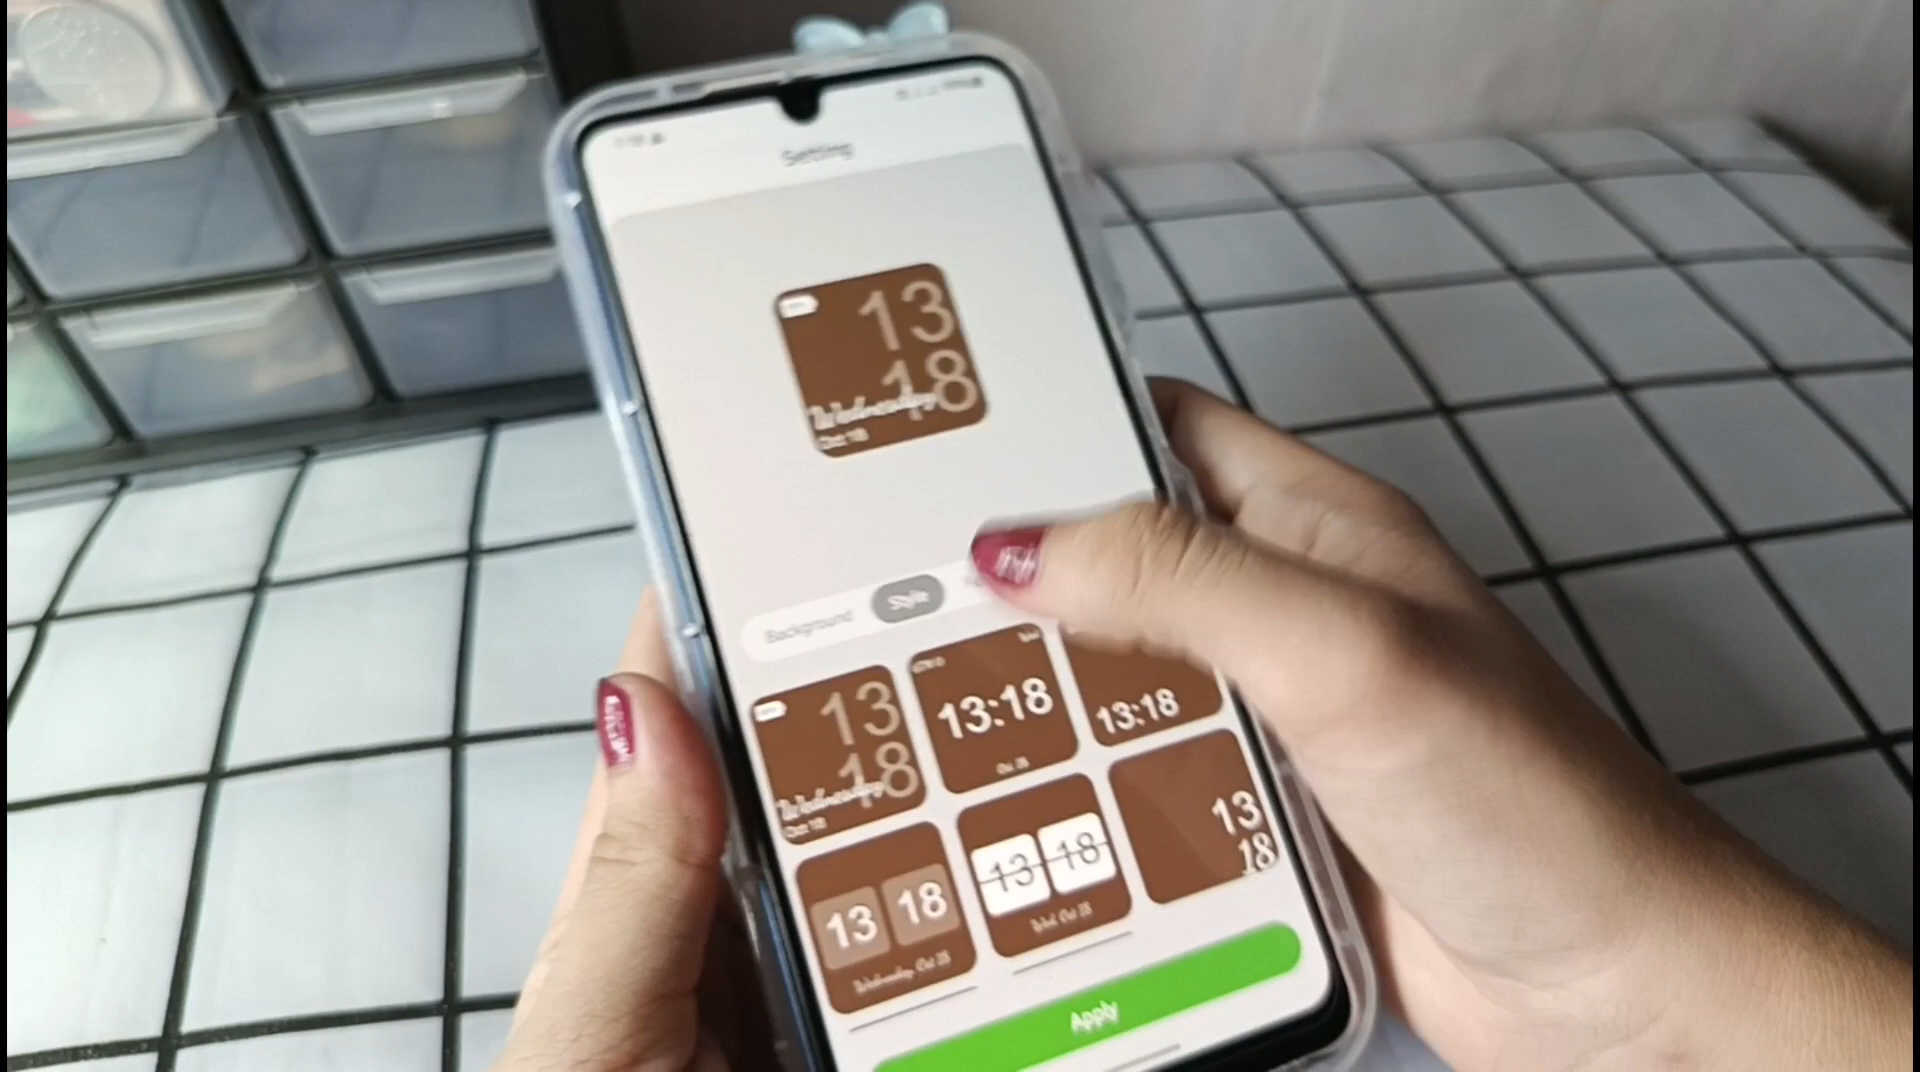 Setting
13
18
Wednesday
Oct 18
Background
Style
13
18
Wednesday
Oct 18
13:18
Oct 18
13:18
13 18
Wednesday, Oct 18
13 18
Wed, Oct 18
13
18
Apply